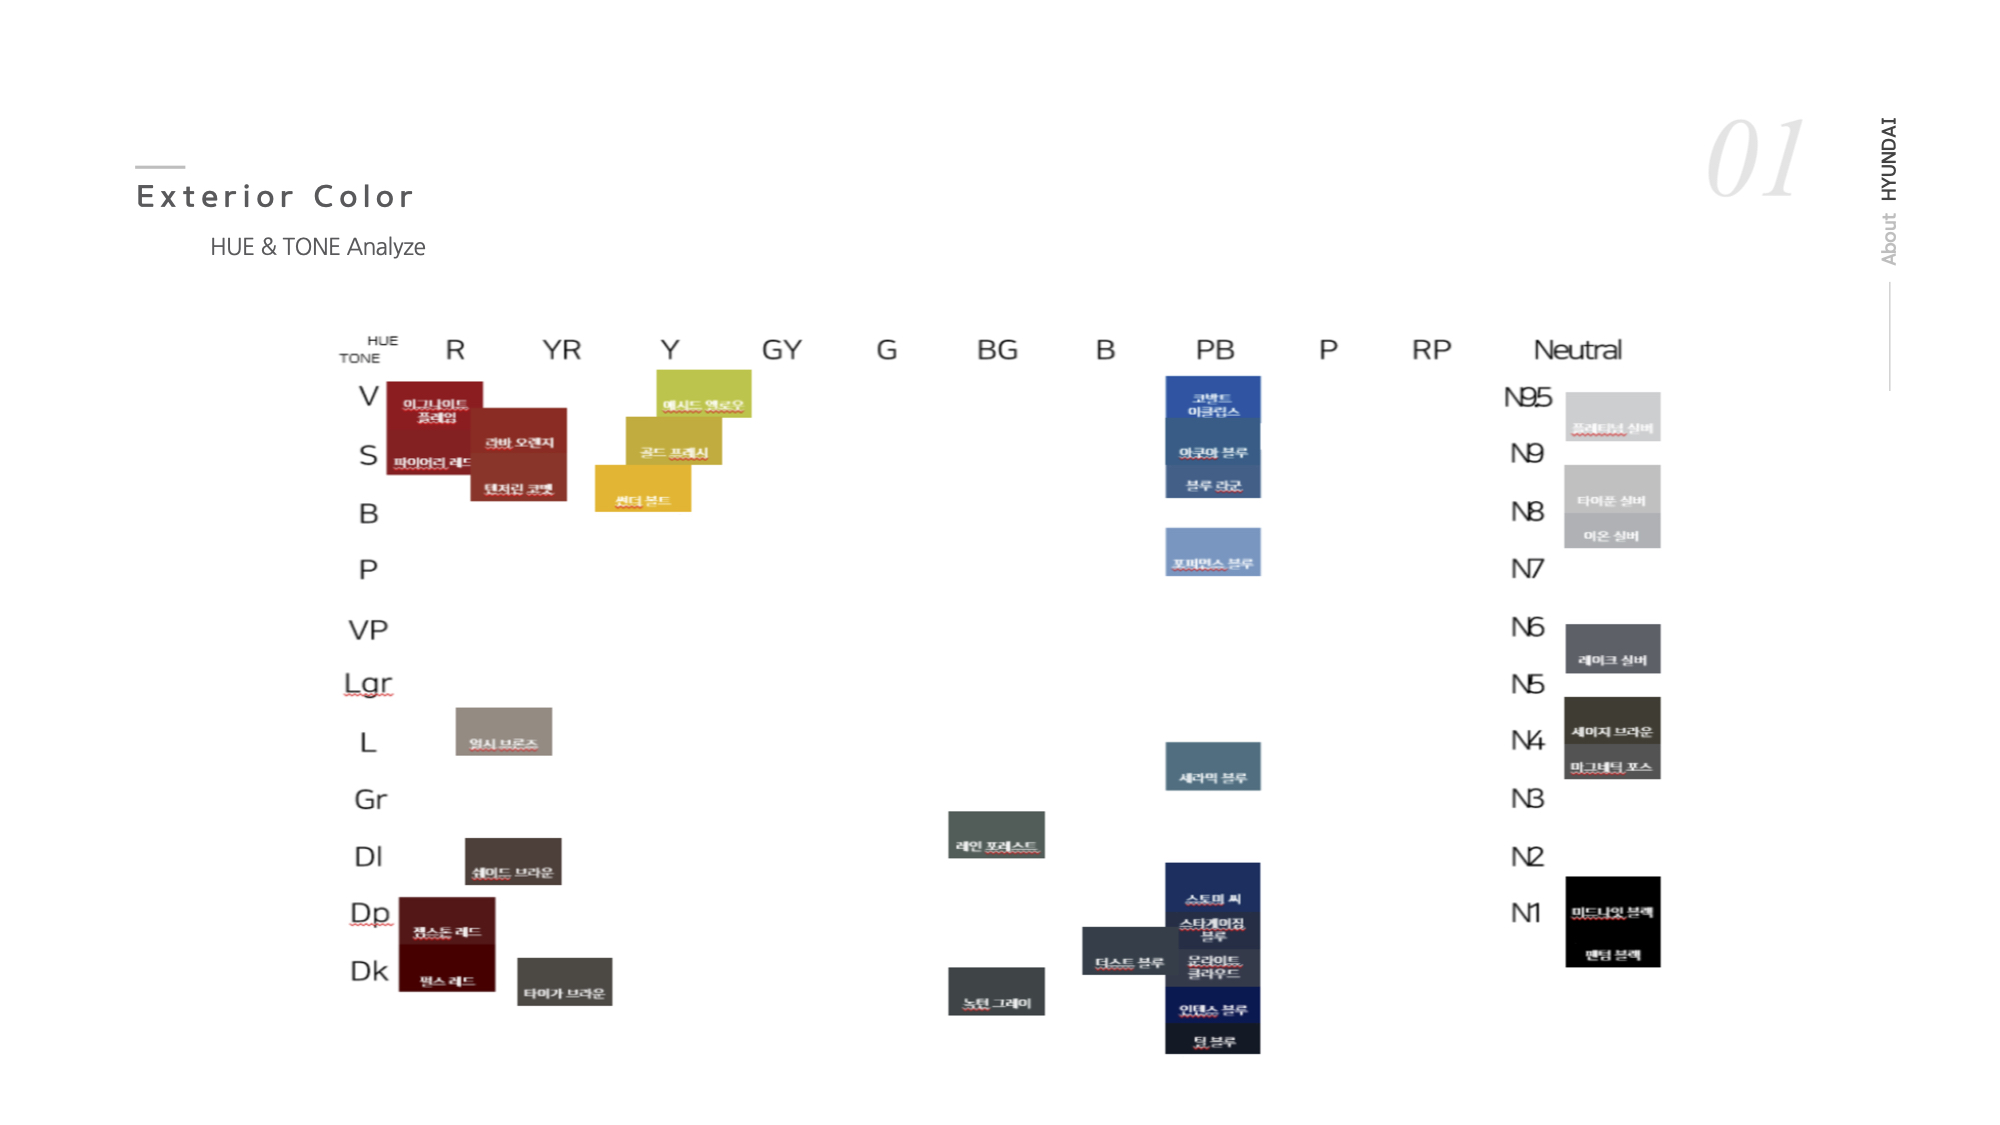 01
About HYUNDAI
Exterior Color
HUE & TONE Analyze
HUE
TONE
R YR Y GY G BG B PB P RP Neutral
V
S
B
P
VP
Lgr
L
Gr
Dl
Dp
Dk
이그나이트
플레임
파이어리 레드
라바 오렌지
텐저린 코멧
애시드 옐로우
골드 프레시
썬더 볼트
코발트
이클립스
아쿠아 블루
블루 라군
포머먼스 블루
얼시 브론즈
세라믹 블루
레인 포레스트
쉐이드 브라운
젬스톤 레드
펄스 레드
타이가 브라운
녹턴 그레이
더스트 블루
스토미 씨
스타게이징
블루
문라이트
클라우드
인텐스 블루
틸 블루
N9.5
N9
N8
N7
N6
N5
N4
N3
N2
N1
플래티넘 실버
타이푼 실버
이온 실버
레이크 실버
세이지 브라운
마그네틱 포스
미드나잇 블랙
팬텀 블랙